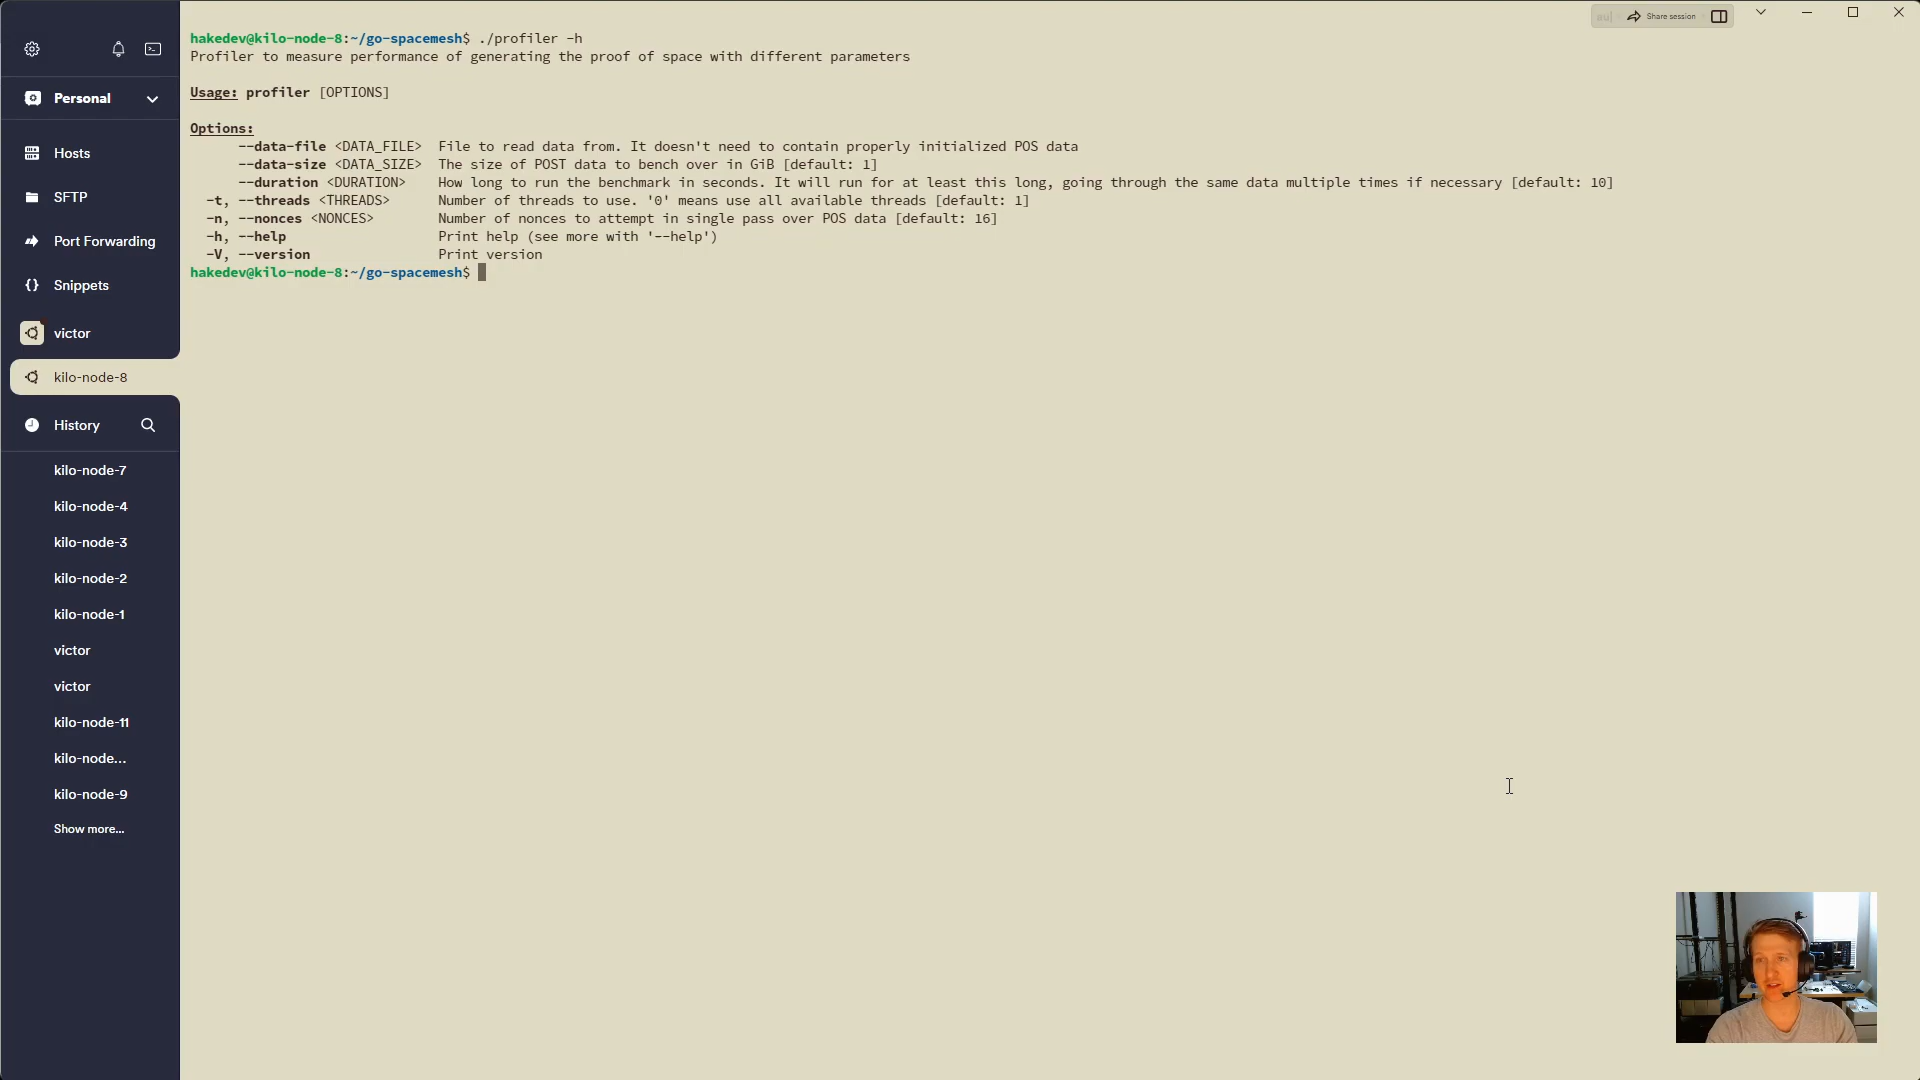 Share session
Personal
Hosts
SFTP
Port Forwarding
Snippets
victor
kilo-node-8
History
kilo-node-7
kilo-node-4
kilo-node-3
kilo-node-2
kilo-node-1
victor
victor
kilo-node-11
kilo-node...
kilo-node-9
Show more...
hakedev@kilo-node-8:~/go-spacemesh$ ./profiler -h
Profiler to measure performance of generating the proof of space with different parameters
Usage: profiler [OPTIONS]
Options:
--data-file <DATA_FILE> File to read data from. It doesn't need to contain properly initialized POS data
--data-size <DATA_SIZE> The size of POST data to bench over in GiB [default: 1]
--duration <DURATION> How long to run the benchmark in seconds. It will run for at least this long, going through the same data multiple times if necessary [default: 10]
-t, --threads <THREADS> Number of threads to use. '0' means use all available threads [default: 1]
-n, --nonces <NONCES> Number of nonces to attempt in single pass over POS data [default: 16]
-h, --help Print help (see more with '--help')
-V, --version Print version
hakedev@kilo-node-8:~/go-spacemesh$